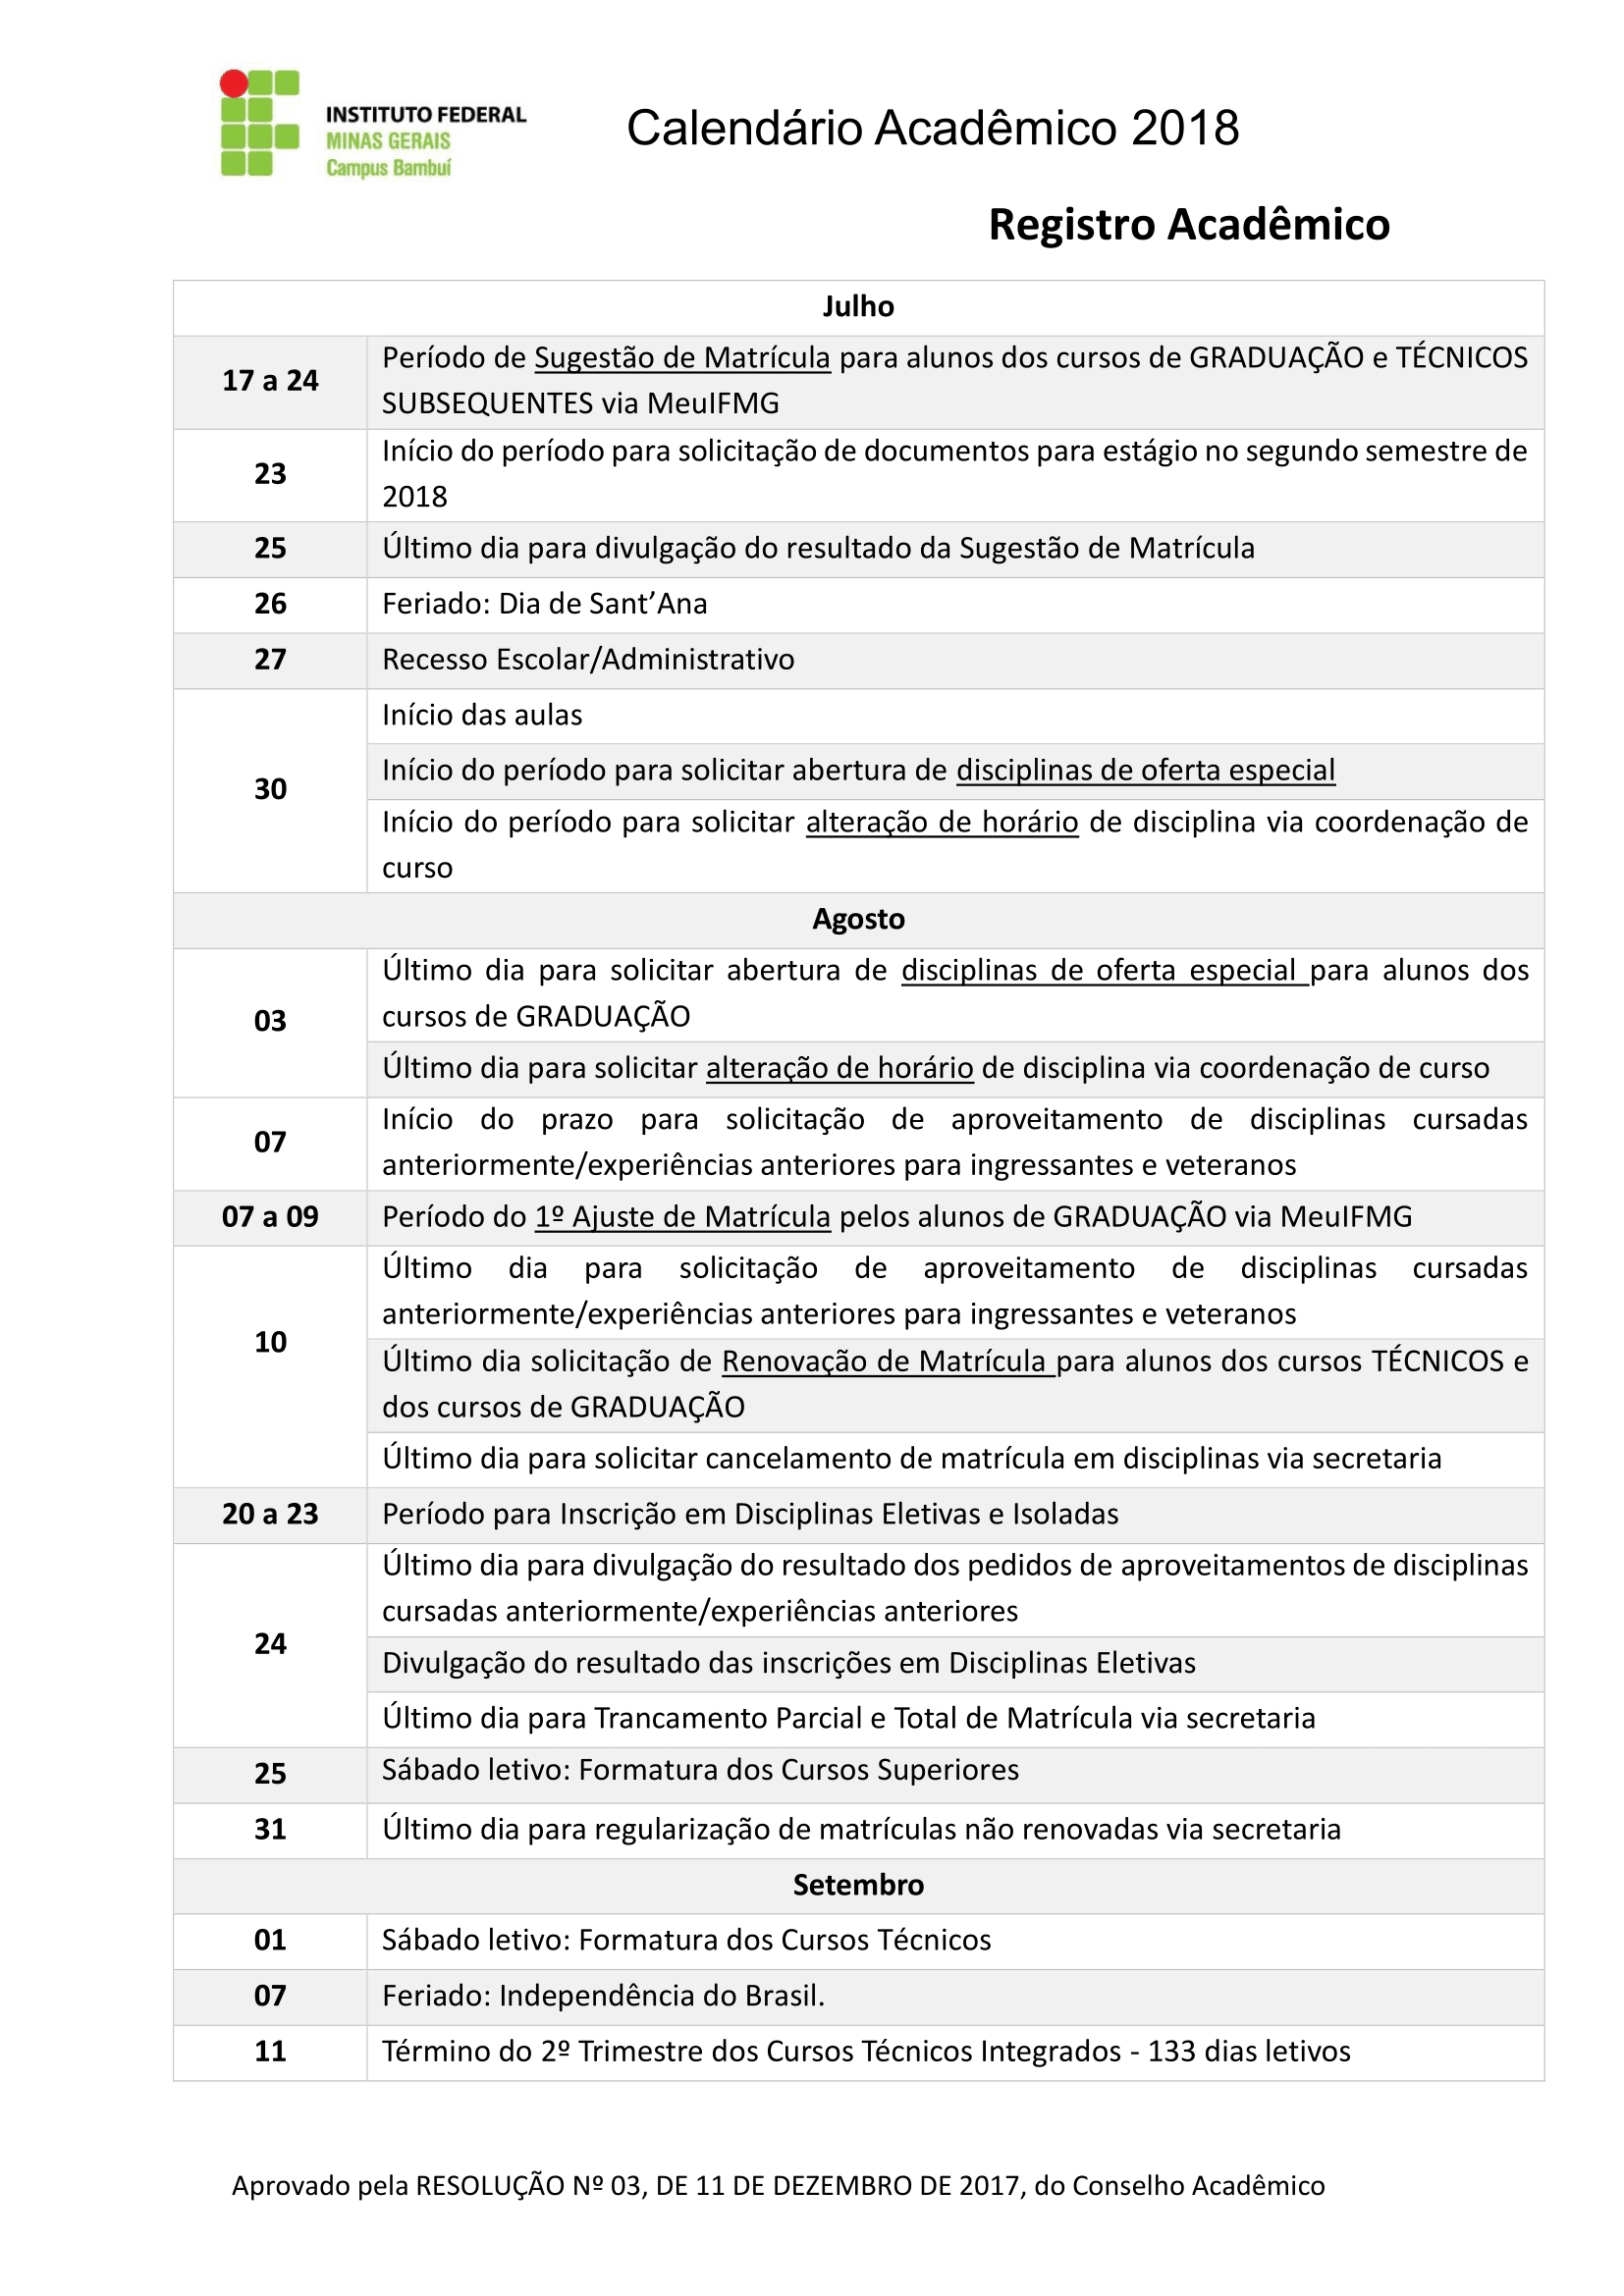 INSTITUTO FEDERAL
MINAS GERAIS
Campus Bambuí
Calendário Acadêmico 2018
Registro Acadêmico
Julho
17 a 24
Período de Sugestão de Matrícula para alunos dos cursos de GRADUAÇÃO e TÉCNICOS
SUBSEQUENTES via MeuIFMG
23
Início do período para solicitação de documentos para estágio no segundo semestre de
2018
25
Último dia para divulgação do resultado da Sugestão de Matrícula
26
Feriado: Dia de Sant’Ana
27
Recesso Escolar/Administrativo
30
Início das aulas
Início do período para solicitar abertura de disciplinas de oferta especial
Início do período para solicitar alteração de horário de disciplina via coordenação de
curso
Agosto
03
Último dia para solicitar abertura de disciplinas de oferta especial para alunos dos
cursos de GRADUAÇÃO
Último dia para solicitar alteração de horário de disciplina via coordenação de curso
07
Início do prazo para solicitação de aproveitamento de disciplinas cursadas
anteriormente/experiências anteriores para ingressantes e veteranos
07 a 09
Período do 1º Ajuste de Matrícula pelos alunos de GRADUAÇÃO via MeuIFMG
10
Último dia para solicitação de aproveitamento de disciplinas cursadas
anteriormente/experiências anteriores para ingressantes e veteranos
Último dia solicitação de Renovação de Matrícula para alunos dos cursos TÉCNICOS e
dos cursos de GRADUAÇÃO
Último dia para solicitar cancelamento de matrícula em disciplinas via secretaria
20 a 23
Período para Inscrição em Disciplinas Eletivas e Isoladas
24
Último dia para divulgação do resultado dos pedidos de aproveitamentos de disciplinas
cursadas anteriormente/experiências anteriores
Divulgação do resultado das inscrições em Disciplinas Eletivas
Último dia para Trancamento Parcial e Total de Matrícula via secretaria
25
Sábado letivo: Formatura dos Cursos Superiores
31
Último dia para regularização de matrículas não renovadas via secretaria
Setembro
01
Sábado letivo: Formatura dos Cursos Técnicos
07
Feriado: Independência do Brasil.
11
Término do 2º Trimestre dos Cursos Técnicos Integrados - 133 dias letivos
Aprovado pela RESOLUÇÃO Nº 03, DE 11 DE DEZEMBRO DE 2017, do Conselho Acadêmico